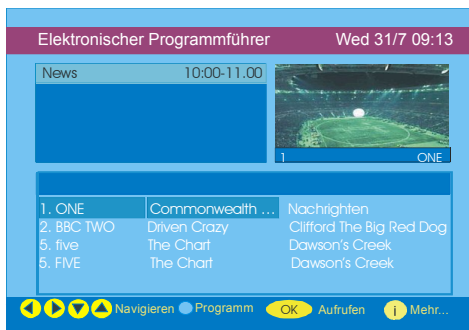 Elektronischer Programmführer Wed 31/7 09:13
News 10:00-11.00
1 ONE
1. ONE Commonwealth ... Nachrighten
2. BBC TWO Driven Crazy Clifford The Big Red Dog
5. five The Chart Dawson's Creek
5. FIVE The Chart Dawson's Creek
Navigieren Programm OK Aufrufen i Mehr...